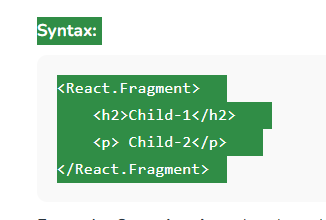 Syntax:
<React.Fragment>
    <h2>Child-1</h2>
    <p> Child-2</p>
</React.Fragment>